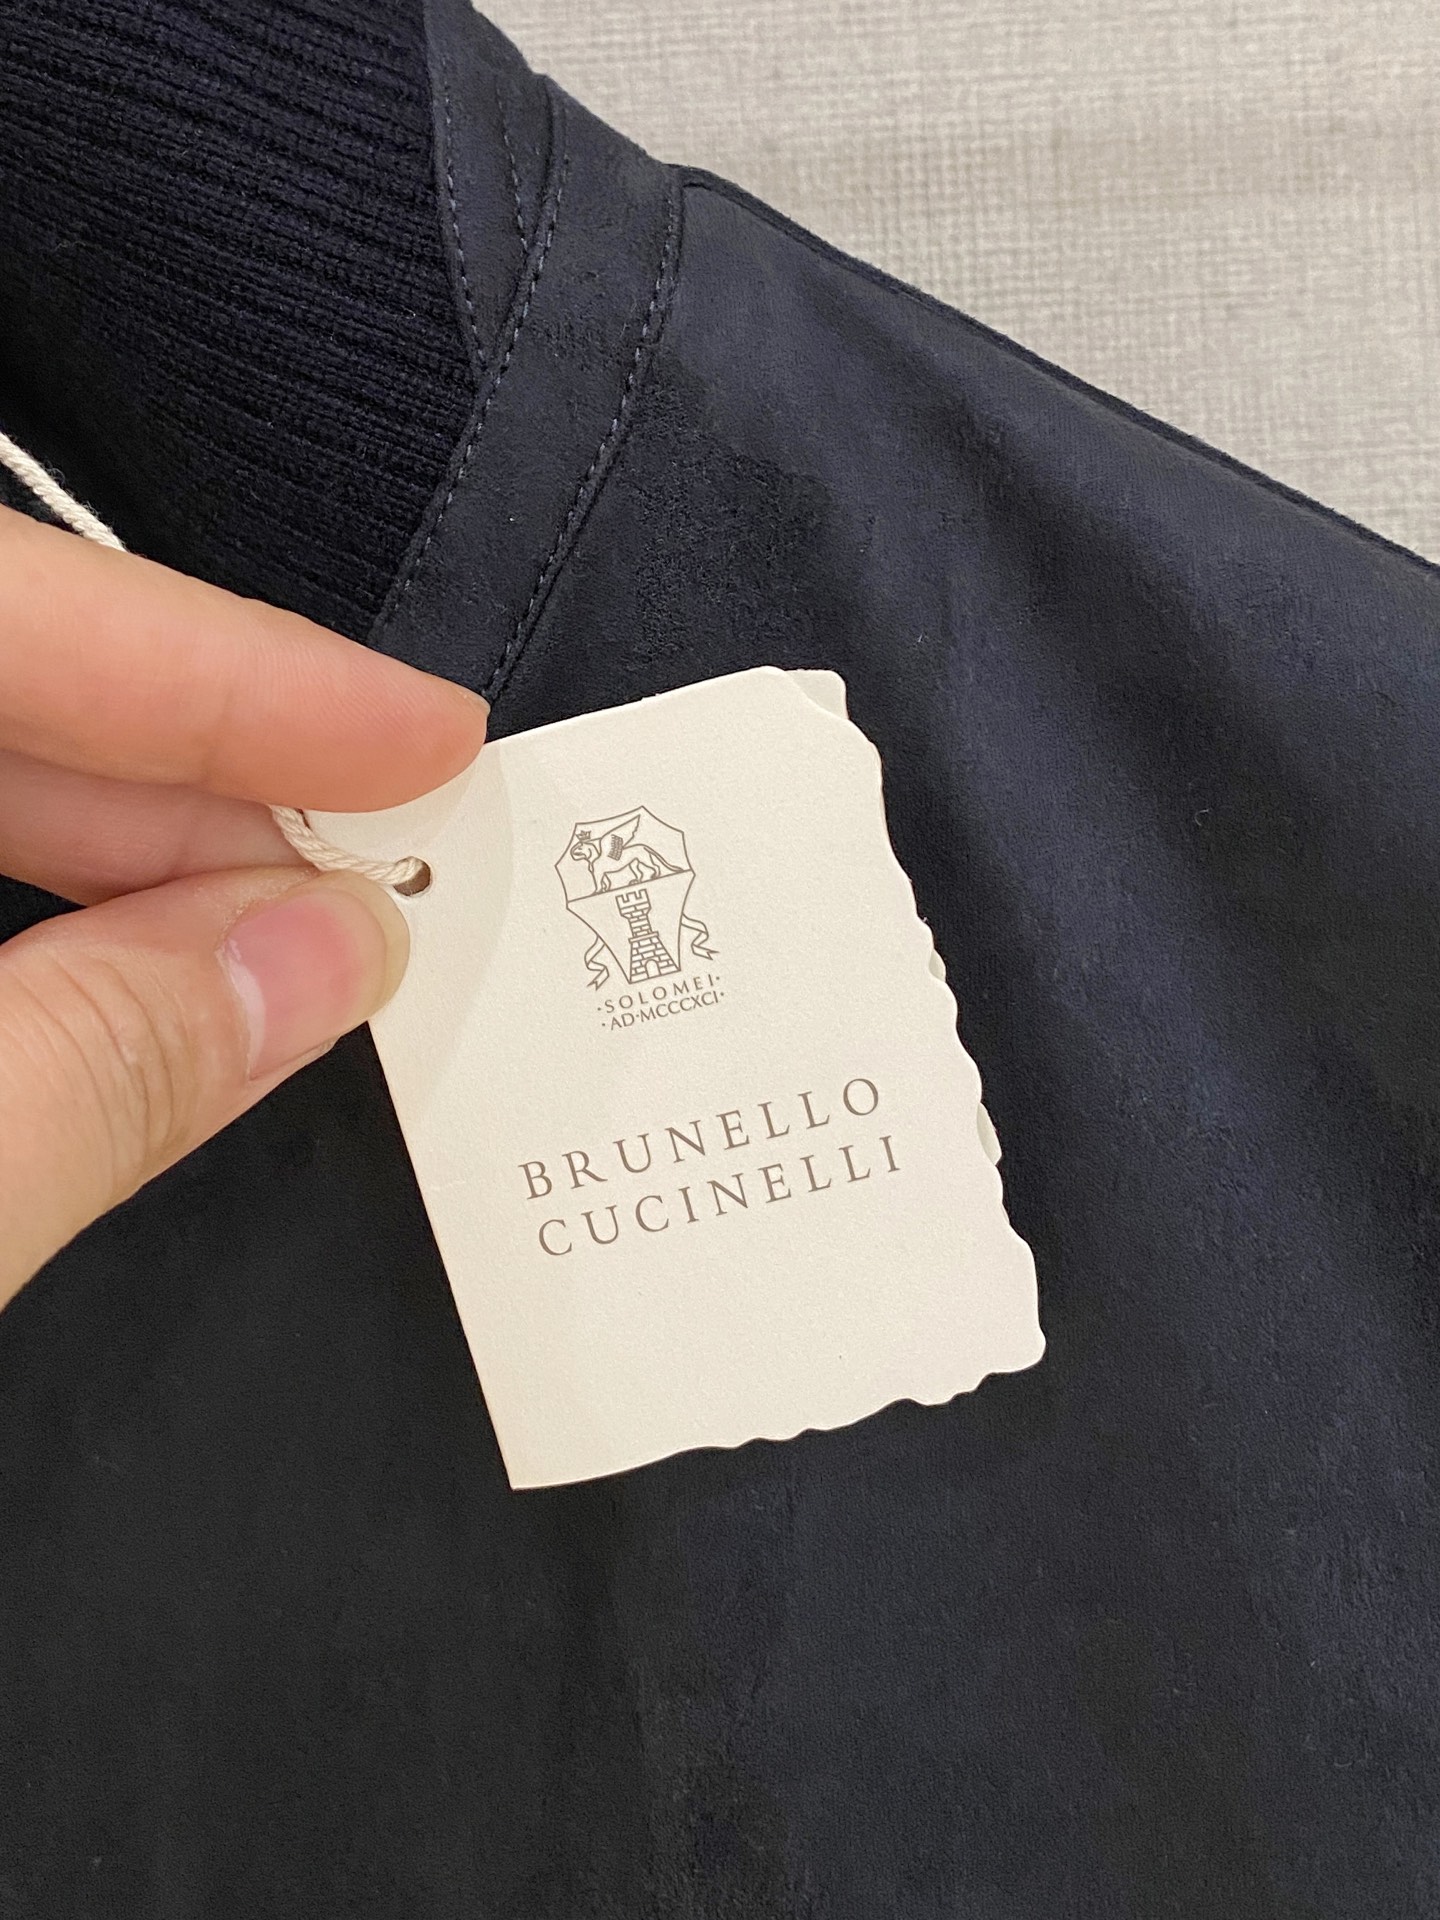 ·SOLOMEI·
·AD·MCCCXCI·
BRUNELLO
CUCINELLI